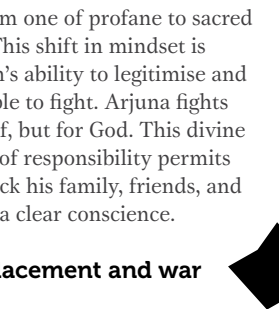 m one of profane to sacred
This shift in mindset is
n's ability to legitimise and
ple to fight. Arjuna fights
f, but for God. This divine
of responsibility permits
ck his family, friends, and
a clear conscience.
lacement and war